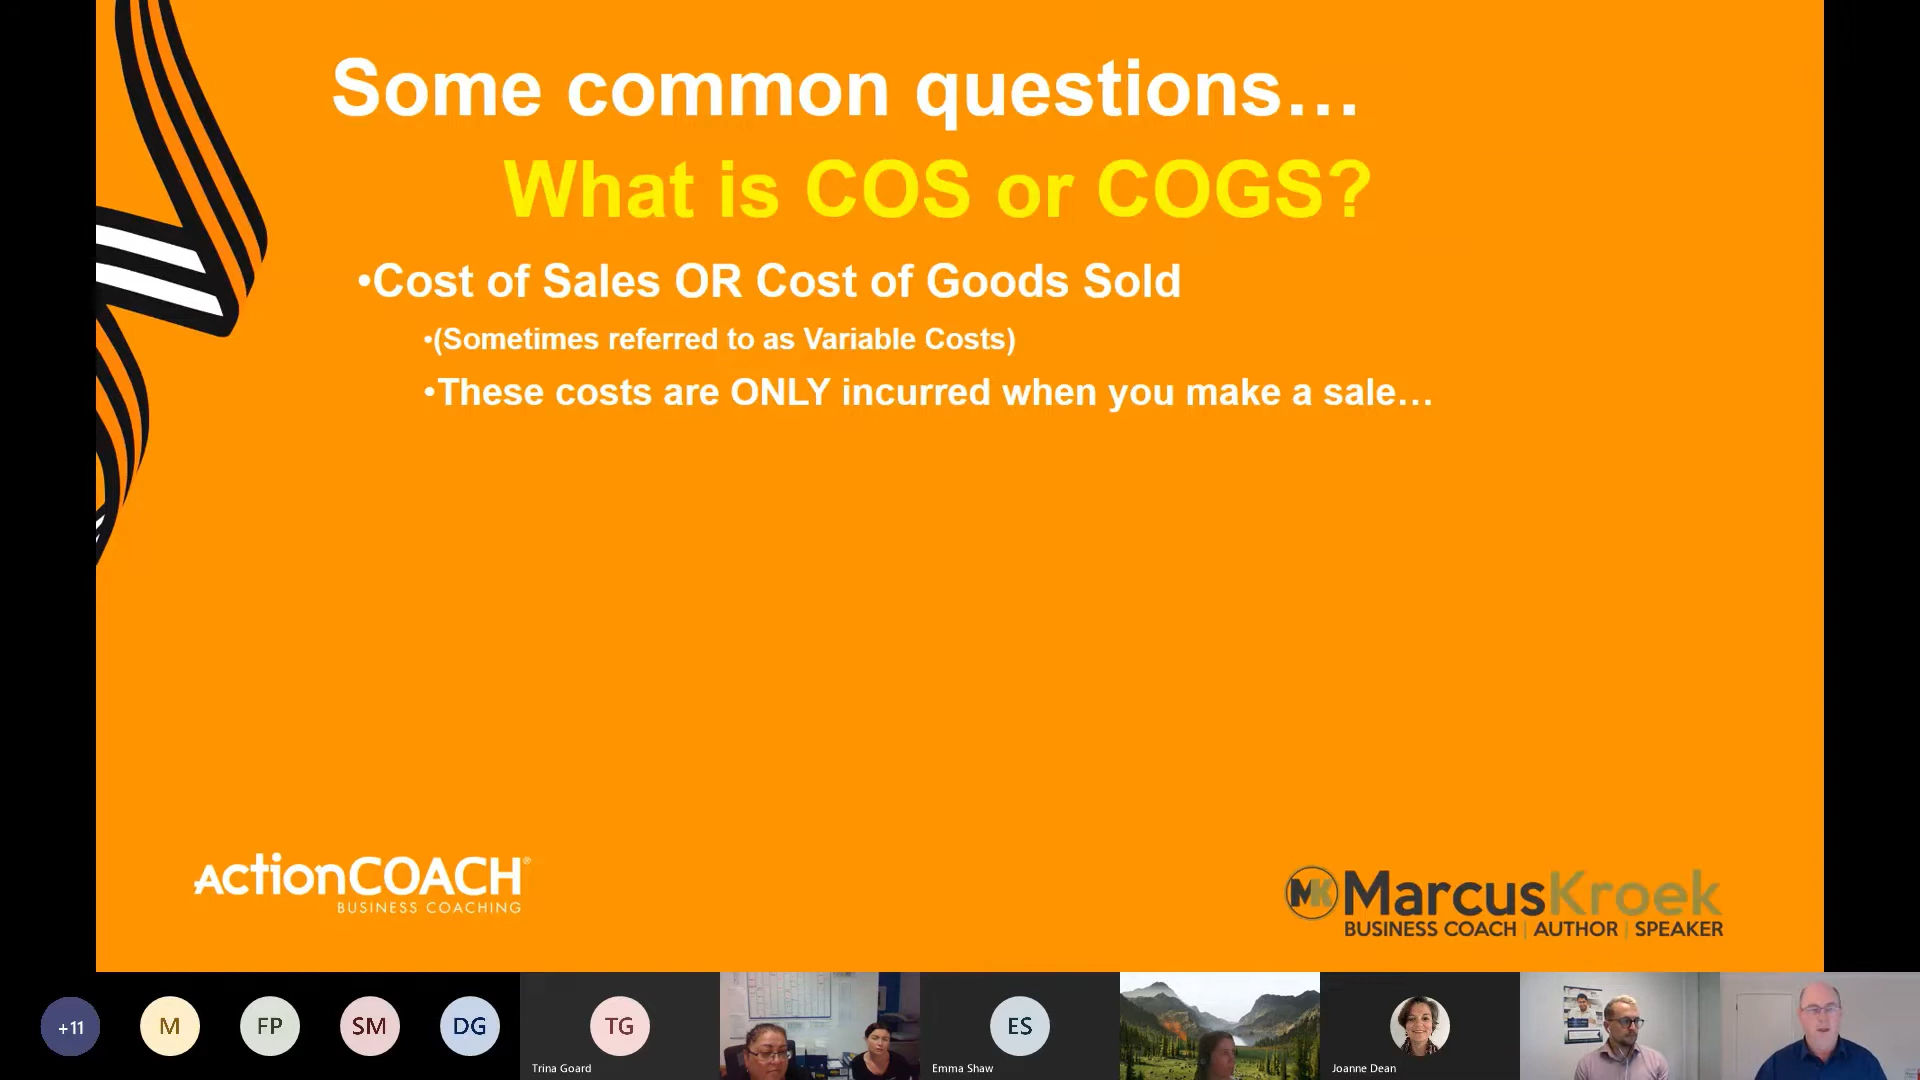 Some common questions…
What is COS or COGS?
•Cost of Sales OR Cost of Goods Sold
•(Sometimes referred to as Variable Costs)
•These costs are ONLY incurred when you make a sale…
ActionCOACH®
BUSINESS COACHING
MK MarcusKroek
BUSINESS COACH | AUTHOR | SPEAKER
+11
M
FP
SM
DG
TG
Trina Goard
ES
Emma Shaw
Joanne Dean